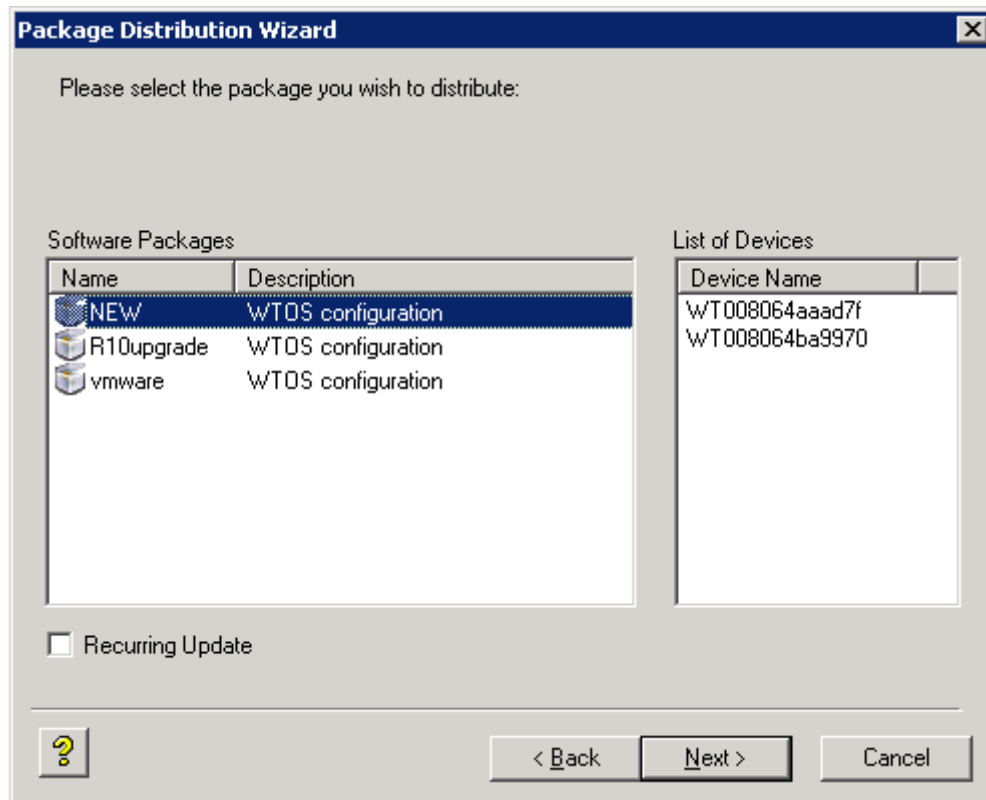 Package Distribution Wizard
Please select the package you wish to distribute:
Software Packages
List of Devices
Name Description
Device Name
NEW WTOS configuration
R10upgrade WTOS configuration
vmware WTOS configuration
WT008064aaad7f
WT008064ba9970
Recurring Update
?
< Back
Next >
Cancel